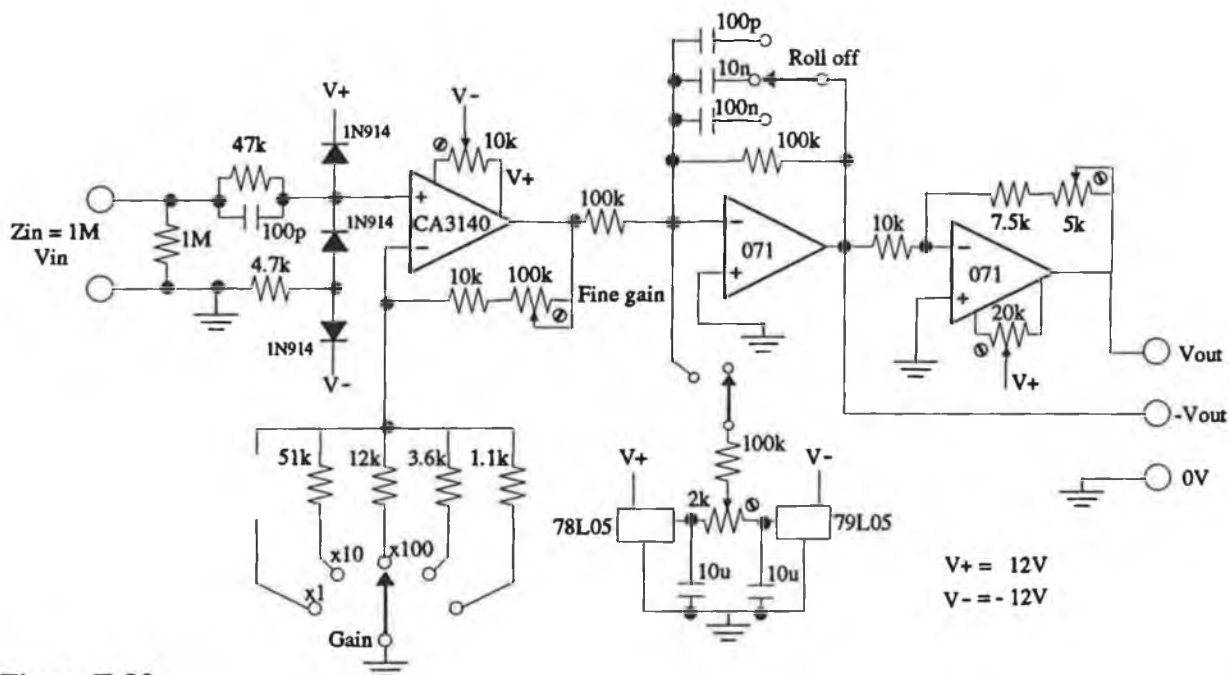 100p
10n
Roll off
100n
100k
V+
1N914
V-
47k
10k
V+
100p
Zin = 1M
Vin
1M
1N914
+
CA3140
-
100k
4.7k
10k
100k
Fine gain
1N914
V-
-
071
+
10k
7.5k
5k
-
071
+
20k
V+
Vout
-Vout
0V
51k
12k
3.6k
1.1k
x1
x10
x100
Gain
100k
V+
V-
2k
78L05
79L05
10u
10u
V+ = 12V
V- = - 12V